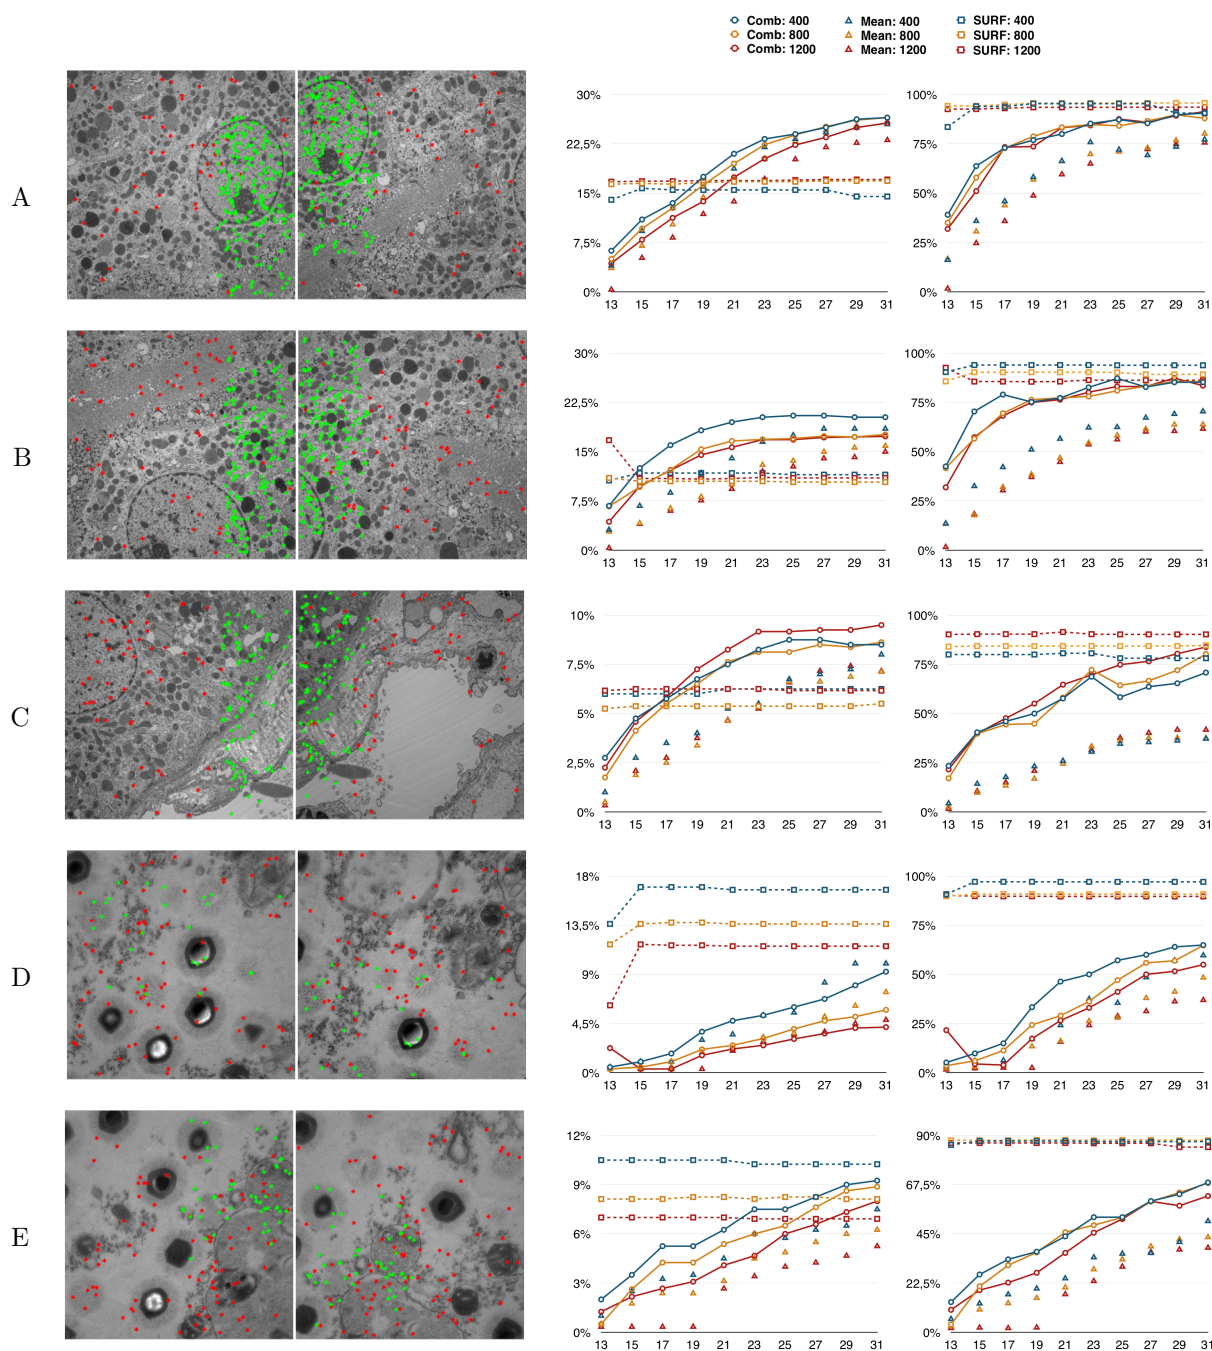 Comb: 400 Mean: 400 SURF: 400
Comb: 800 Mean: 800 SURF: 800
Comb: 1200 Mean: 1200 SURF: 1200
A
30%
22,5%
15%
7,5%
0%
13 15 17 19 21 23 25 27 29 31
100%
75%
50%
25%
0%
13 15 17 19 21 23 25 27 29 31
B
30%
22,5%
15%
7,5%
0%
13 15 17 19 21 23 25 27 29 31
100%
75%
50%
25%
0%
13 15 17 19 21 23 25 27 29 31
C
10%
7,5%
5%
2,5%
0%
13 15 17 19 21 23 25 27 29 31
100%
75%
50%
25%
0%
13 15 17 19 21 23 25 27 29 31
D
18%
13,5%
9%
4,5%
0%
13 15 17 19 21 23 25 27 29 31
100%
75%
50%
25%
0%
13 15 17 19 21 23 25 27 29 31
E
12%
9%
6%
3%
0%
13 15 17 19 21 23 25 27 29 31
90%
67,5%
45%
22,5%
0%
13 15 17 19 21 23 25 27 29 31